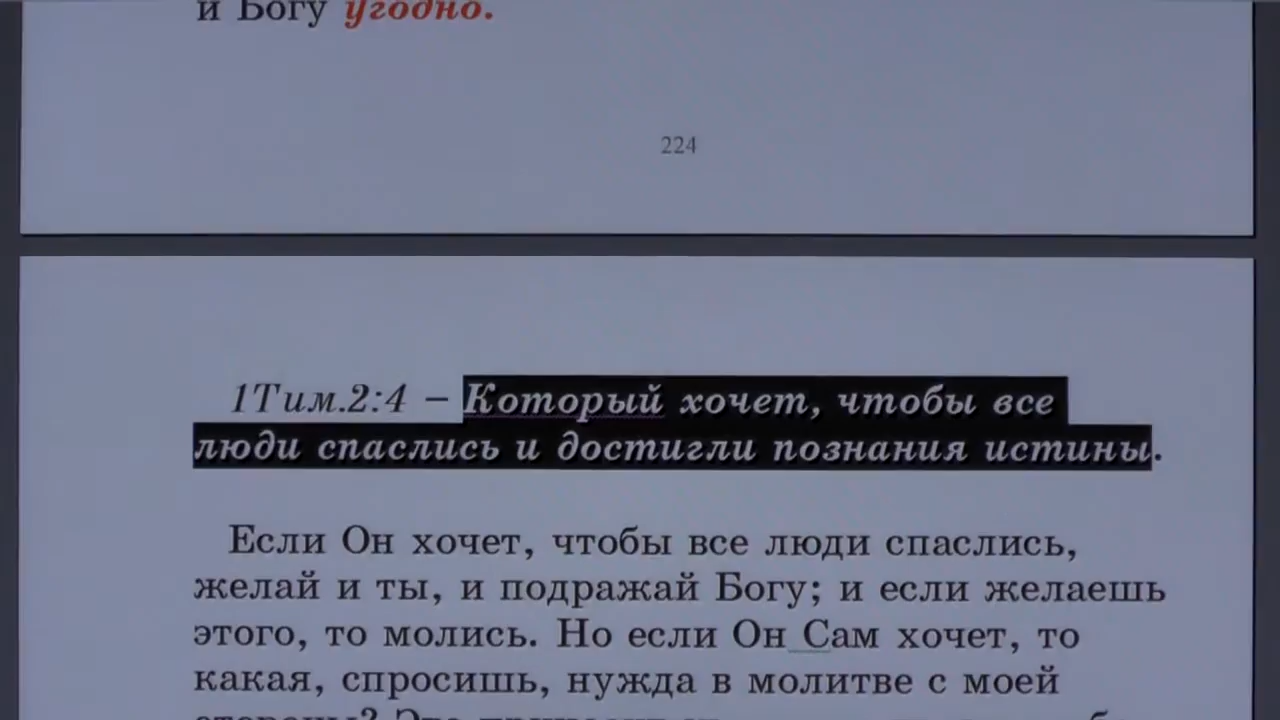 и Богу угодно.
224
1Тим.2:4 – Который хочет, чтобы все
люди спаслись и достигли познания истины.
Если Он хочет, чтобы все люди спаслись,
желай и ты, и подражай Богу; и если желаешь
этого, то молись. Но если Он Сам хочет, то
какая, спросишь, нужда в молитве с моей